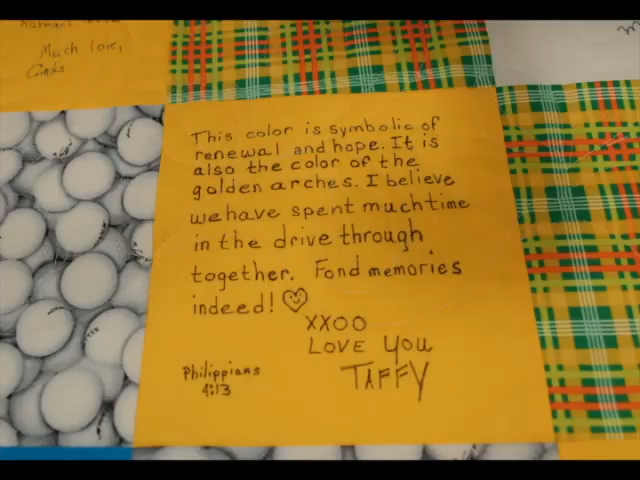 Much love,
This color is symbolic of
renewal and hope. It is
also the color of the
golden arches. I believe
we have spent much time
in the drive through
together. Fond memories
indeed!
XXOO
LOVE YOU
TAFFY
Philippians
4:13